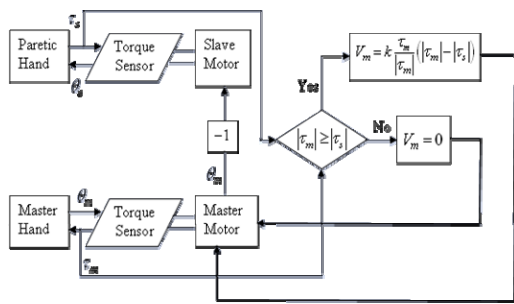 τs
Paretic
Hand
Torque
Sensor
Slave
Motor
θs
Vm = k τm/|τm| (|τm| − |τs|)
Yes
−1
|τm| ≥ |τs|
No
Vm = 0
θm
Master
Hand
θm
Torque
Sensor
Master
Motor
τm